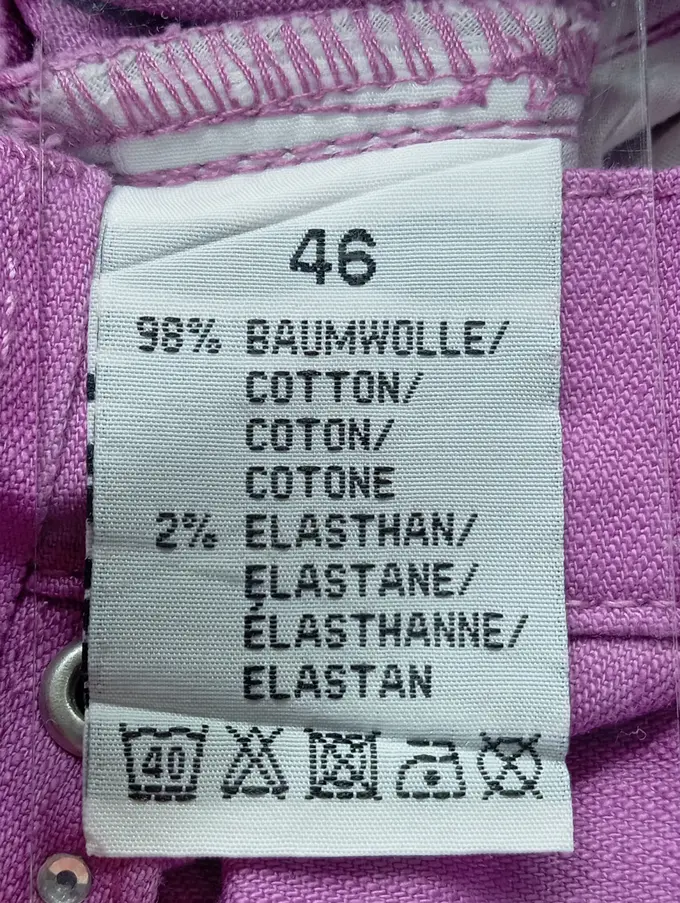 46
98% BAUMWOLLE/
COTTON/
COTON/
COTONE
2% ELASTHAN/
ELASTANE/
ÉLASTHANNE/
ELASTAN
40